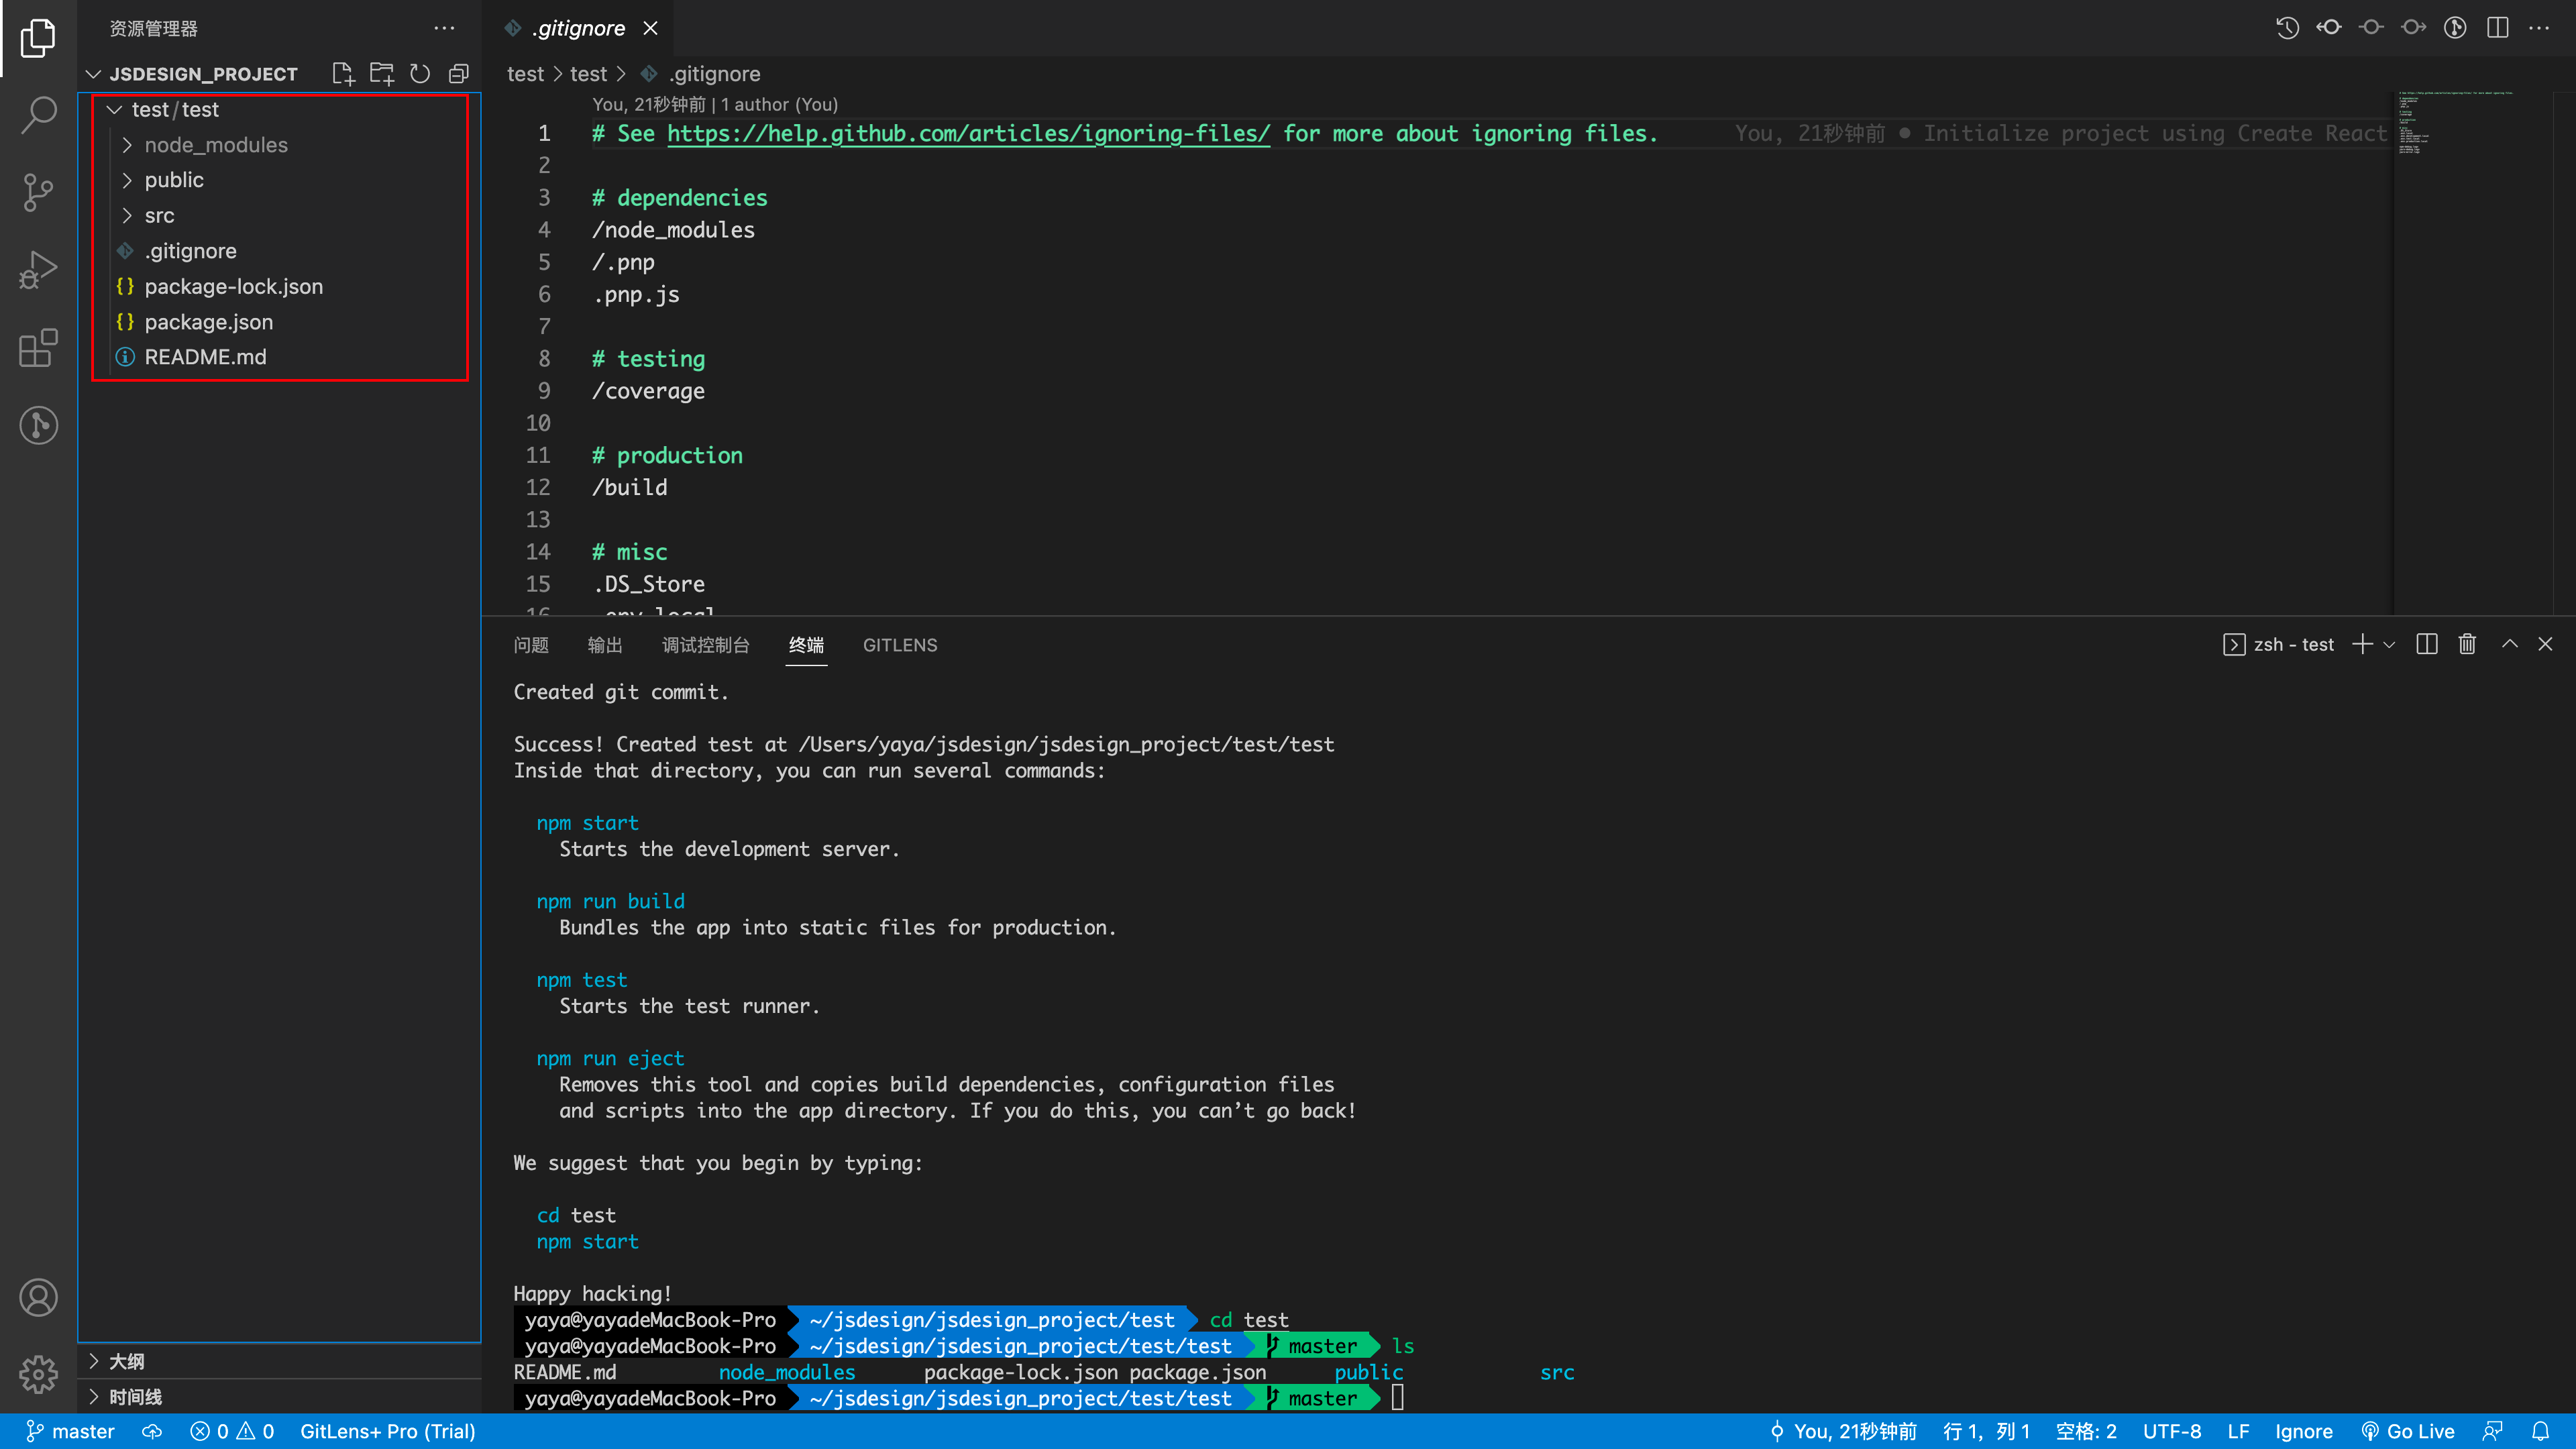 资源管理器
JSDESIGN_PROJECT
test/test
node_modules
public
src
.gitignore
package-lock.json
package.json
README.md
大纲
时间线
.gitignore
test > test > .gitignore
You, 21秒钟前 | 1 author (You)
1 # See https://help.github.com/articles/ignoring-files/ for more about ignoring files. You, 21秒钟前 • Initialize project using Create React
2
3 # dependencies
4 /node_modules
5 /.pnp
6 .pnp.js
7
8 # testing
9 /coverage
10
11 # production
12 /build
13
14 # misc
15 .DS_Store
16 .env.local
问题 输出 调试控制台 终端 GITLENS
zsh - test
Created git commit.
Success! Created test at /Users/yaya/jsdesign/jsdesign_project/test/test
Inside that directory, you can run several commands:
npm start
Starts the development server.
npm run build
Bundles the app into static files for production.
npm test
Starts the test runner.
npm run eject
Removes this tool and copies build dependencies, configuration files
and scripts into the app directory. If you do this, you can’t go back!
We suggest that you begin by typing:
cd test
npm start
Happy hacking!
yaya@yayadeMacBook-Pro ~/jsdesign/jsdesign_project/test cd test
yaya@yayadeMacBook-Pro ~/jsdesign/jsdesign_project/test/test master ls
README.md node_modules package-lock.json package.json public src
yaya@yayadeMacBook-Pro ~/jsdesign/jsdesign_project/test/test master
master 0 0 GitLens+ Pro (Trial) You, 21秒钟前 行 1，列 1 空格: 2 UTF-8 LF Ignore Go Live